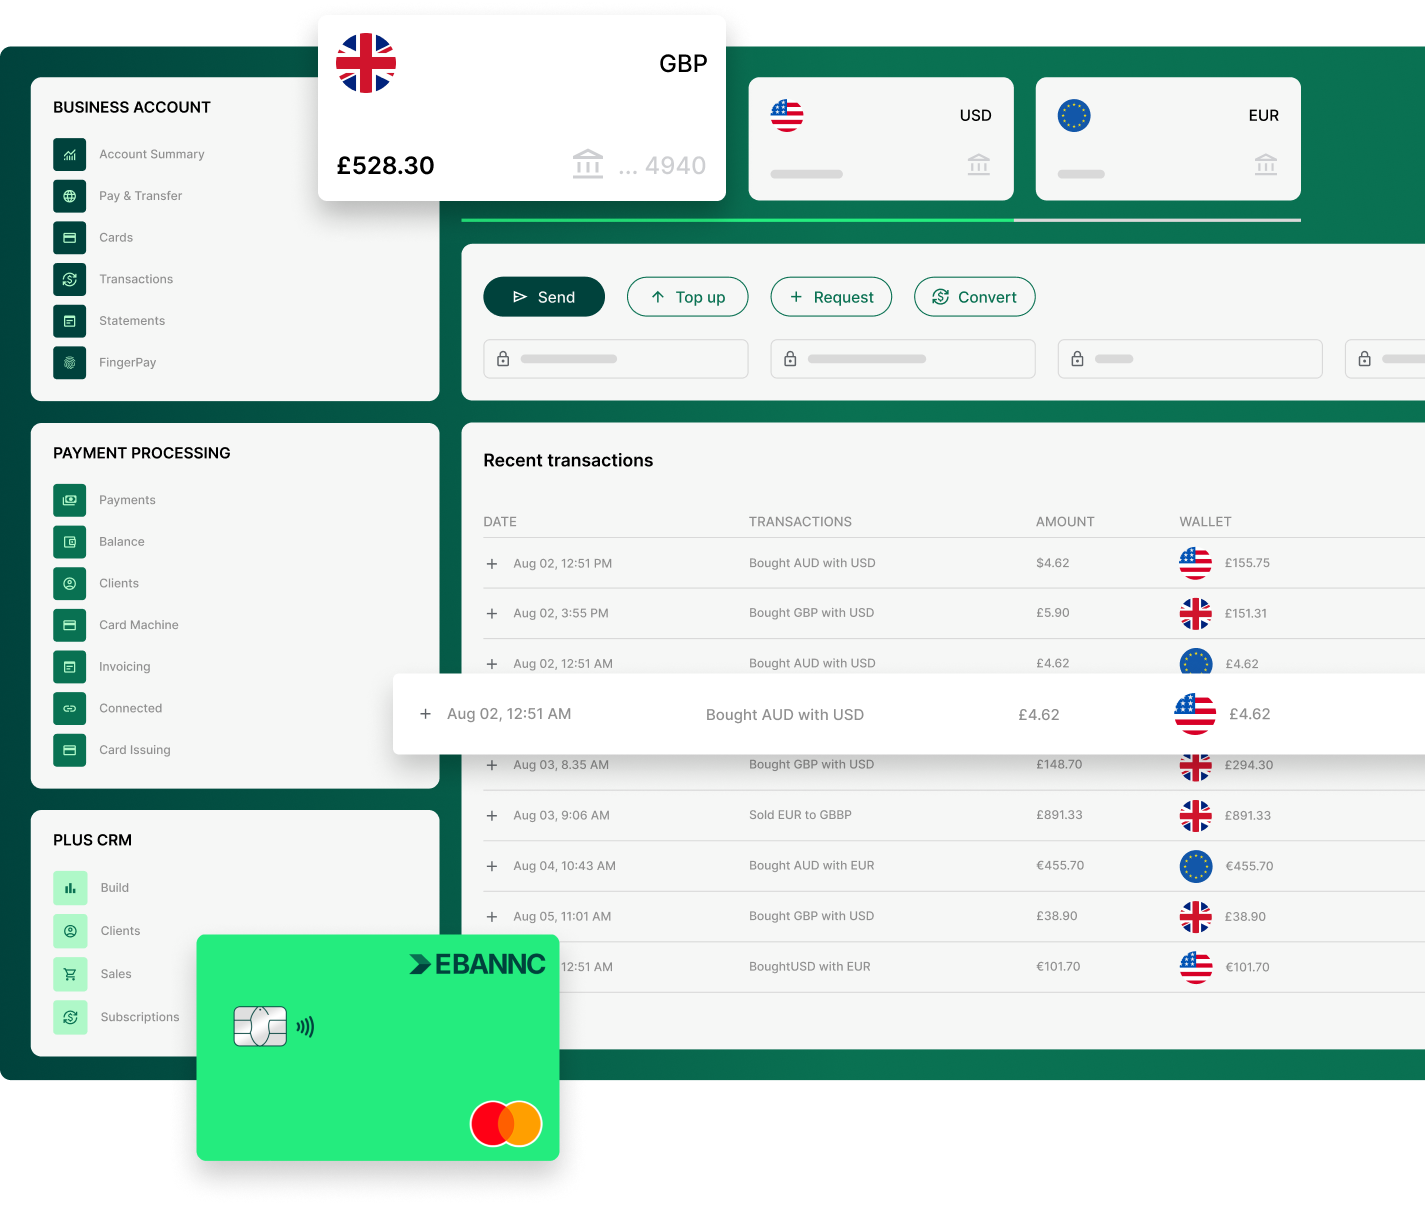 GBP
£528.30
... 4940
USD
EUR
BUSINESS ACCOUNT
Account Summary
Pay & Transfer
Cards
Transactions
Statements
FingerPay
Send
Top up
Request
Convert
PAYMENT PROCESSING
Payments
Balance
Clients
Card Machine
Invoicing
Connected
Card Issuing
PLUS CRM
Build
Clients
Sales
Subscriptions
Recent transactions
DATE TRANSACTIONS AMOUNT WALLET
+ Aug 02, 12:51 PM Bought AUD with USD $4.62 £155.75
+ Aug 02, 3:55 PM Bought GBP with USD £5.90 £151.31
+ Aug 02, 12:51 AM Bought AUD with USD £4.62 £4.62
+ Aug 02, 12:51 AM Bought AUD with USD £4.62 £4.62
+ Aug 03, 8.35 AM Bought GBP with USD £148.70 £294.30
+ Aug 03, 9:06 AM Sold EUR to GBBP £891.33 £891.33
+ Aug 04, 10:43 AM Bought AUD with EUR €455.70 €455.70
+ Aug 05, 11:01 AM Bought GBP with USD £38.90 £38.90
12:51 AM BoughtUSD with EUR €101.70 €101.70
EBANNC